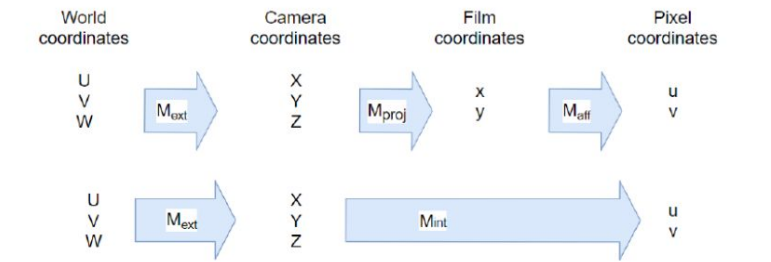 World coordinates
Camera coordinates
Film coordinates
Pixel coordinates
U
V
W
Mext
X
Y
Z
Mproj
x
y
Maff
u
v
U
V
W
Mext
X
Y
Z
Mint
u
v